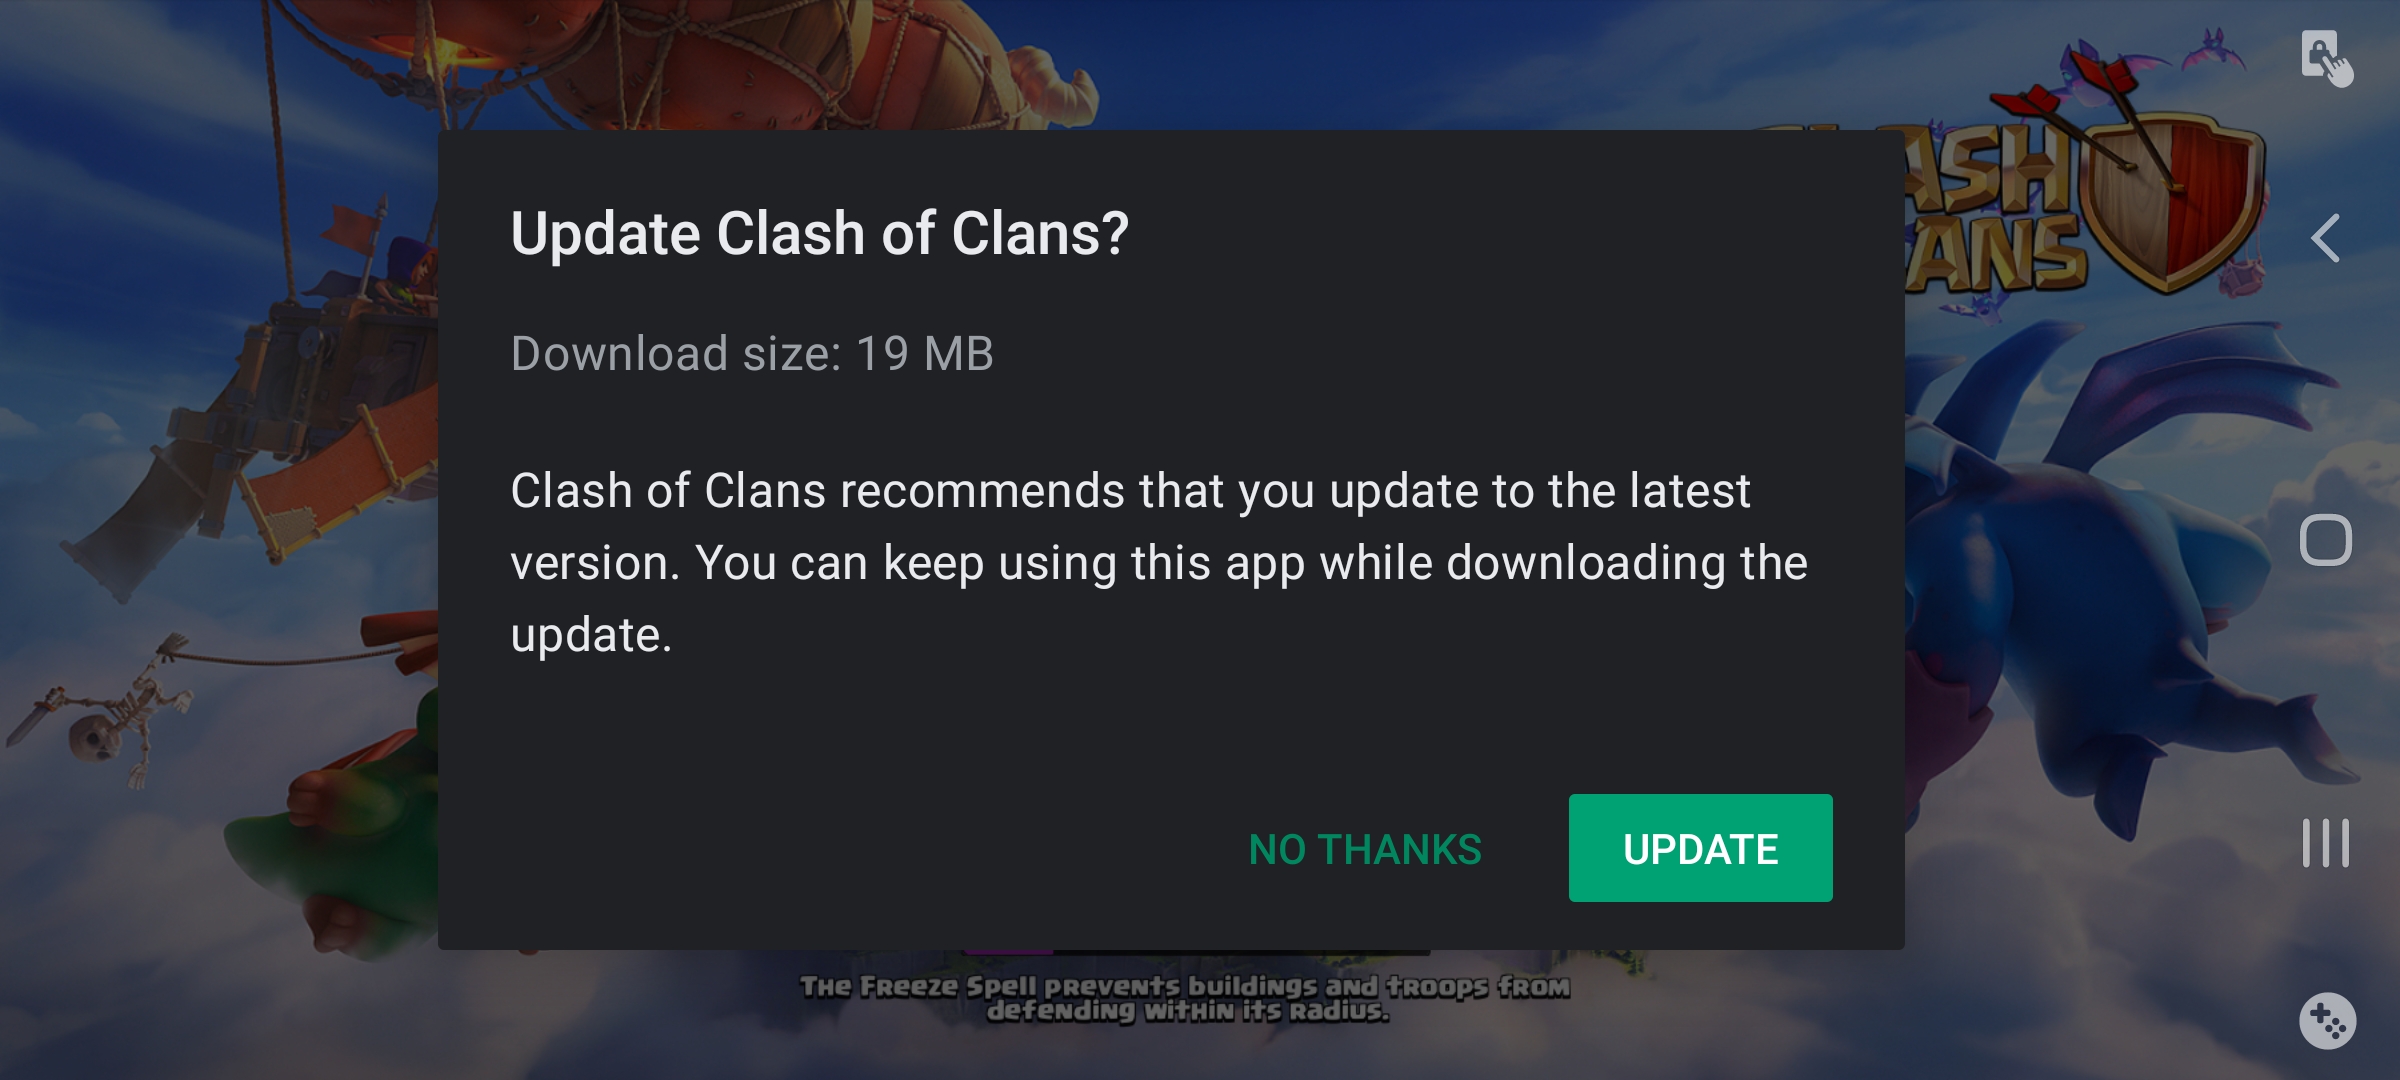 Update Clash of Clans?
ASH
ANS
Download size: 19 MB
Clash of Clans recommends that you update to the latest
version. You can keep using this app while downloading the
update.
NO THANKS
UPDATE
The Freeze Spell prevents buildings and troops from
defending within its radius.